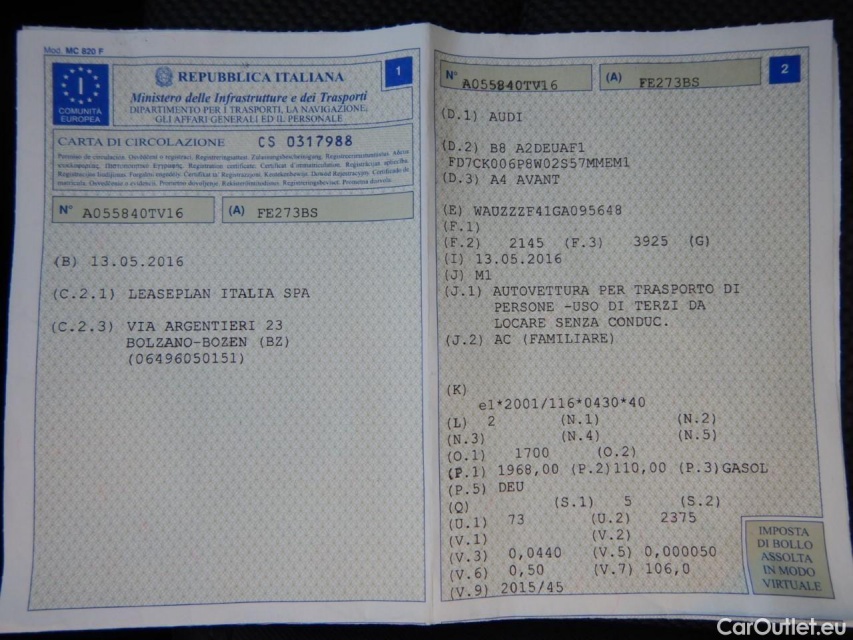 Mod. MC 820 F
I
COMUNITÀ
EUROPEA
REPUBBLICA ITALIANA
1
Ministero delle Infrastrutture e dei Trasporti
DIPARTIMENTO PER I TRASPORTI, LA NAVIGAZIONE,
GLI AFFARI GENERALI ED IL PERSONALE
CARTA DI CIRCOLAZIONE CS 0317988
N° A055840TV16 (A) FE273BS
(B) 13.05.2016
(C.2.1) LEASEPLAN ITALIA SPA
(C.2.3) VIA ARGENTIERI 23
BOLZANO-BOZEN (BZ)
(06496050151)
N° A055840TV16 (A) FE273BS 2
(D.1) AUDI
(D.2) B8 A2DEUAF1
FD7CK006P8W02S57MMEM1
(D.3) A4 AVANT
(E) WAUZZZF41GA095648
(F.1)
(F.2) 2145 (F.3) 3925 (G)
(I) 13.05.2016
(J) M1
(J.1) AUTOVETTURA PER TRASPORTO DI
PERSONE -USO DI TERZI DA
LOCARE SENZA CONDUC.
(J.2) AC (FAMILIARE)
(K)
e1*2001/116*0430*40
(L) 2 (N.1) (N.2)
(N.3) (N.4) (N.5)
(O.1) 1700 (O.2)
(P.1) 1968,00 (P.2)110,00 (P.3)GASOL
(P.5) DEU
(Q) (S.1) 5 (S.2)
(U.1) 73 (U.2) 2375
(V.1) (V.2)
(V.3) 0,0440 (V.5) 0,000050
(V.6) 0,50 (V.7) 106,0
(V.9) 2015/45
IMPOSTA
DI BOLLO
ASSOLTA
IN MODO
VIRTUALE
CarOutlet.eu